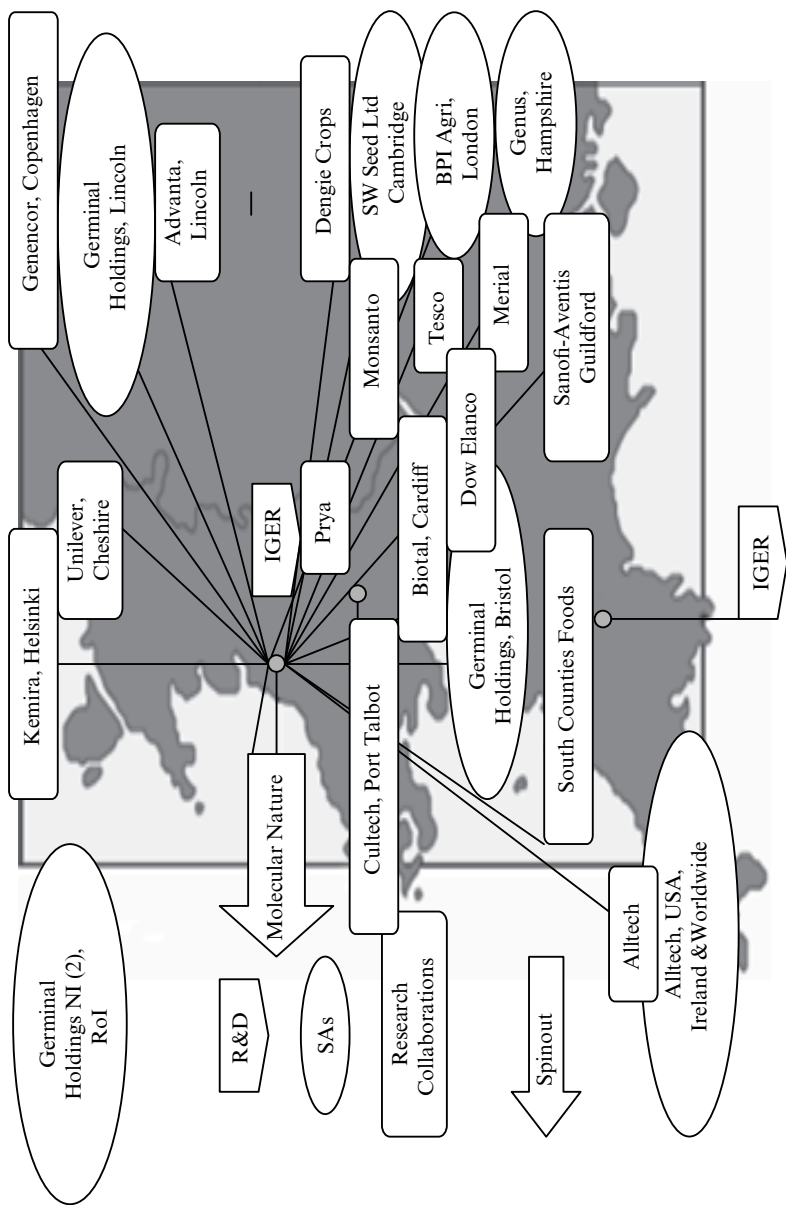 Germinal
Holdings NI (2),
RoI
Kemira, Helsinki
Genencor, Copenhagen
Unilever,
Cheshire
Germinal
Holdings, Lincoln
Advanta,
Lincoln
R&D
Molecular Nature
IGER
SAs
Prya
Dengie Crops
Research
Collaborations
Cultech, Port Talbot
Monsanto
SW Seed Ltd
Cambridge
Biotal, Cardiff
Tesco
BPI Agri,
London
Germinal
Holdings, Bristol
Dow Elanco
Merial
Genus,
Hampshire
Spinout
South Counties Foods
Sanofi-Aventis
Guildford
Alltech
Alltech, USA,
Ireland &Worldwide
IGER